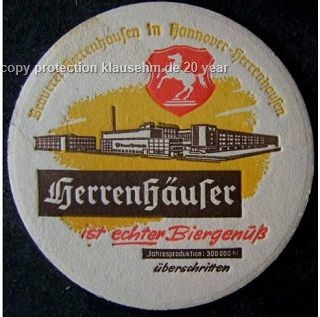 Brauerei Herrenhausen in Hannover-Herrenhausen
copy protection klausehm.de 20 year
Herrenhäuser
ist echter Biergenuß
Jahresproduktion: 300 000 hl
überschritten